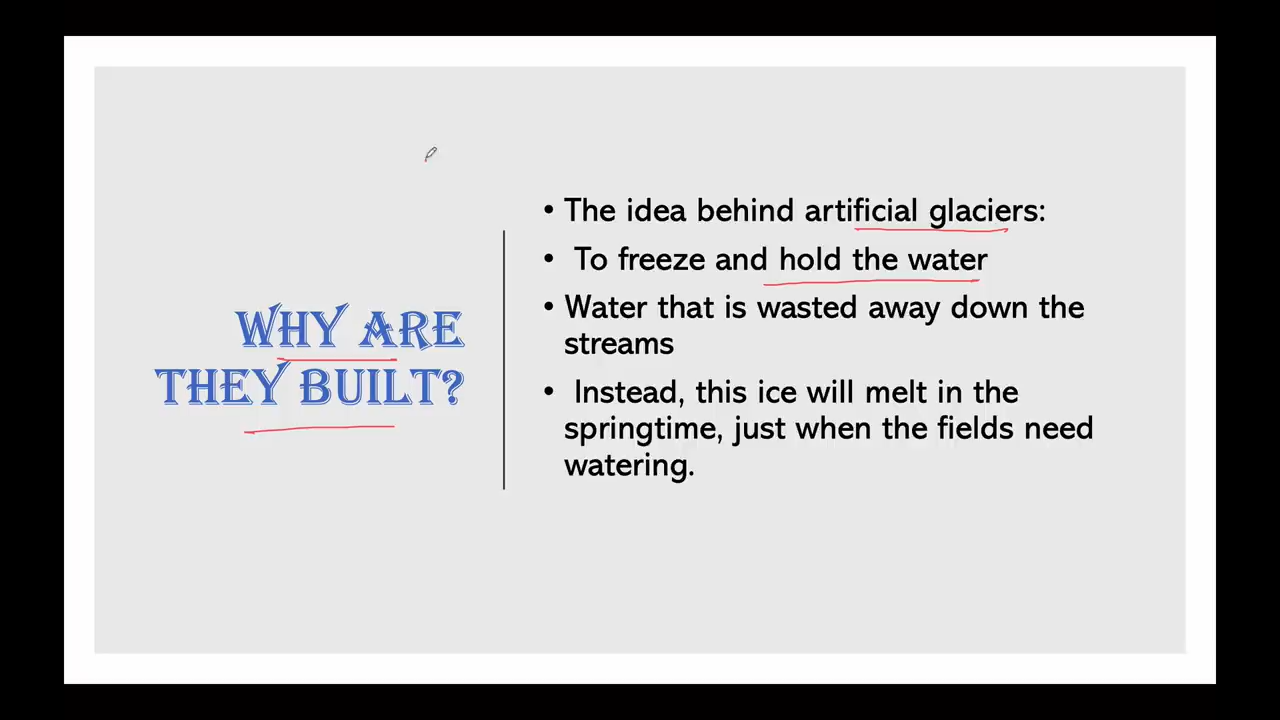 WHY ARE
THEY BUILT?
• The idea behind artificial glaciers:
• To freeze and hold the water
• Water that is wasted away down the
streams
• Instead, this ice will melt in the
springtime, just when the fields need
watering.